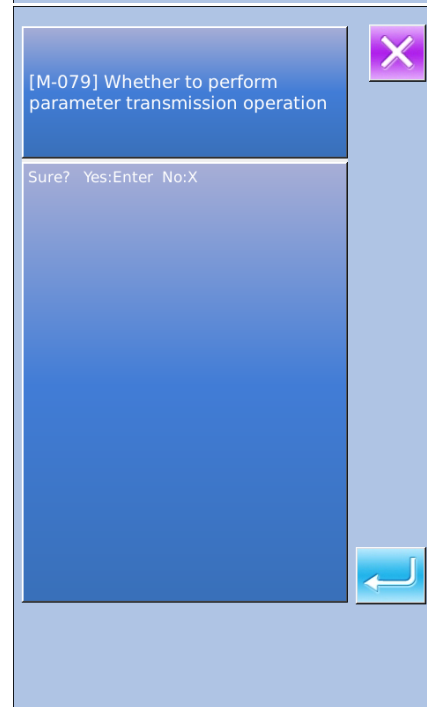 [M-079] Whether to perform
parameter transmission operation
Sure?  Yes:Enter  No:X